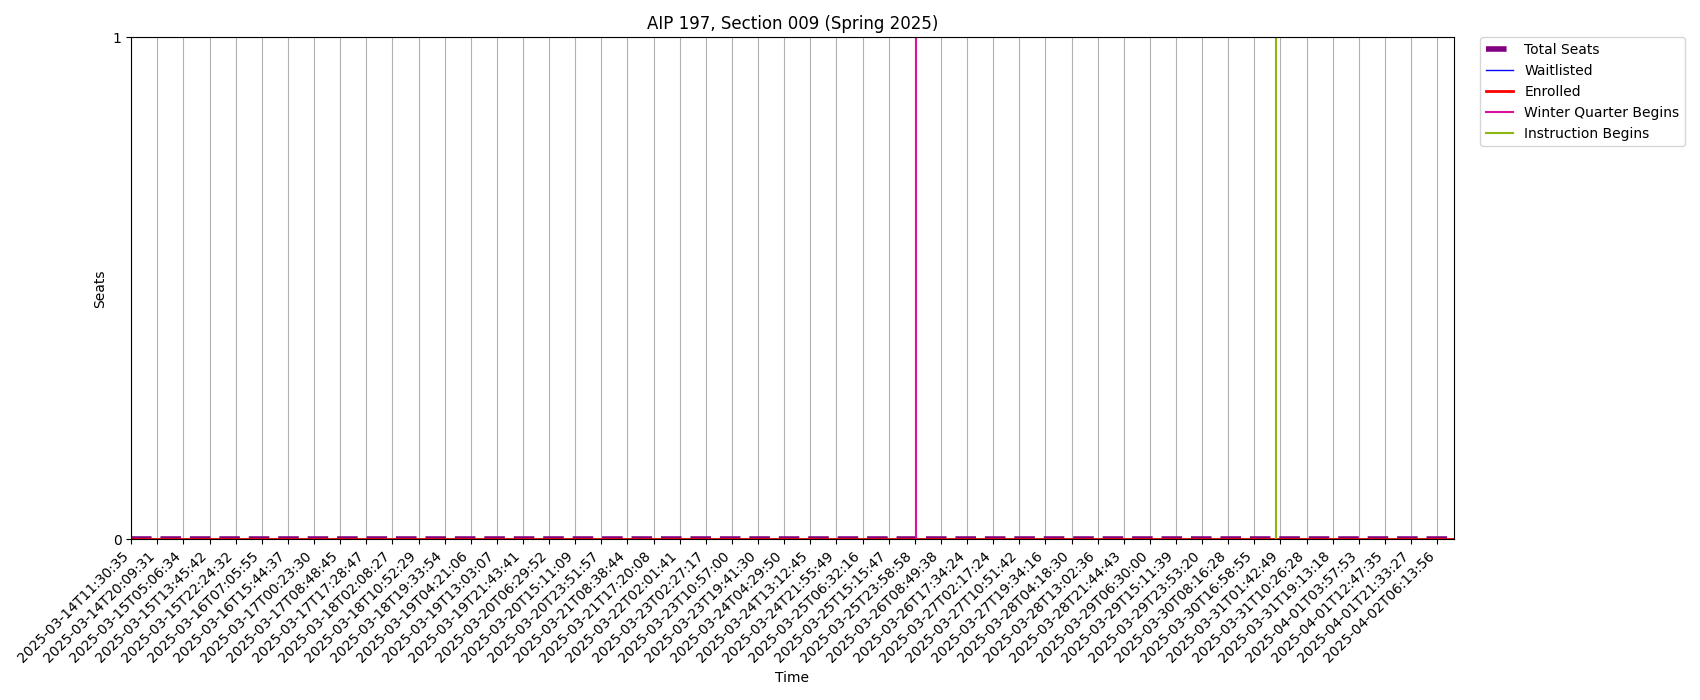 AIP 197, Section 009 (Spring 2025)
1
0
Seats
Total Seats
Waitlisted
Enrolled
Winter Quarter Begins
Instruction Begins
2025-03-14T11:30:35
2025-03-14T20:09:31
2025-03-15T05:06:34
2025-03-15T13:45:42
2025-03-15T22:24:32
2025-03-16T07:05:55
2025-03-16T15:44:37
2025-03-17T00:23:30
2025-03-17T08:48:45
2025-03-17T17:28:47
2025-03-18T02:08:27
2025-03-18T10:52:29
2025-03-18T19:33:54
2025-03-19T04:21:06
2025-03-19T13:03:07
2025-03-19T21:43:41
2025-03-20T06:29:52
2025-03-20T15:11:09
2025-03-20T23:51:57
2025-03-21T08:38:44
2025-03-21T17:20:08
2025-03-22T02:01:41
2025-03-23T02:27:17
2025-03-23T10:57:00
2025-03-23T19:41:30
2025-03-24T04:29:50
2025-03-24T13:12:45
2025-03-24T21:55:49
2025-03-25T06:32:16
2025-03-25T15:15:47
2025-03-25T23:58:58
2025-03-26T08:49:38
2025-03-26T17:34:24
2025-03-27T02:17:24
2025-03-27T10:51:42
2025-03-27T19:34:16
2025-03-28T04:18:30
2025-03-28T13:02:36
2025-03-28T21:44:43
2025-03-29T06:30:00
2025-03-29T15:11:39
2025-03-29T23:53:20
2025-03-30T08:16:28
2025-03-30T16:58:55
2025-03-31T01:42:49
2025-03-31T10:26:28
2025-03-31T19:13:18
2025-04-01T03:57:53
2025-04-01T12:47:35
2025-04-01T21:33:27
2025-04-02T06:13:56
Time